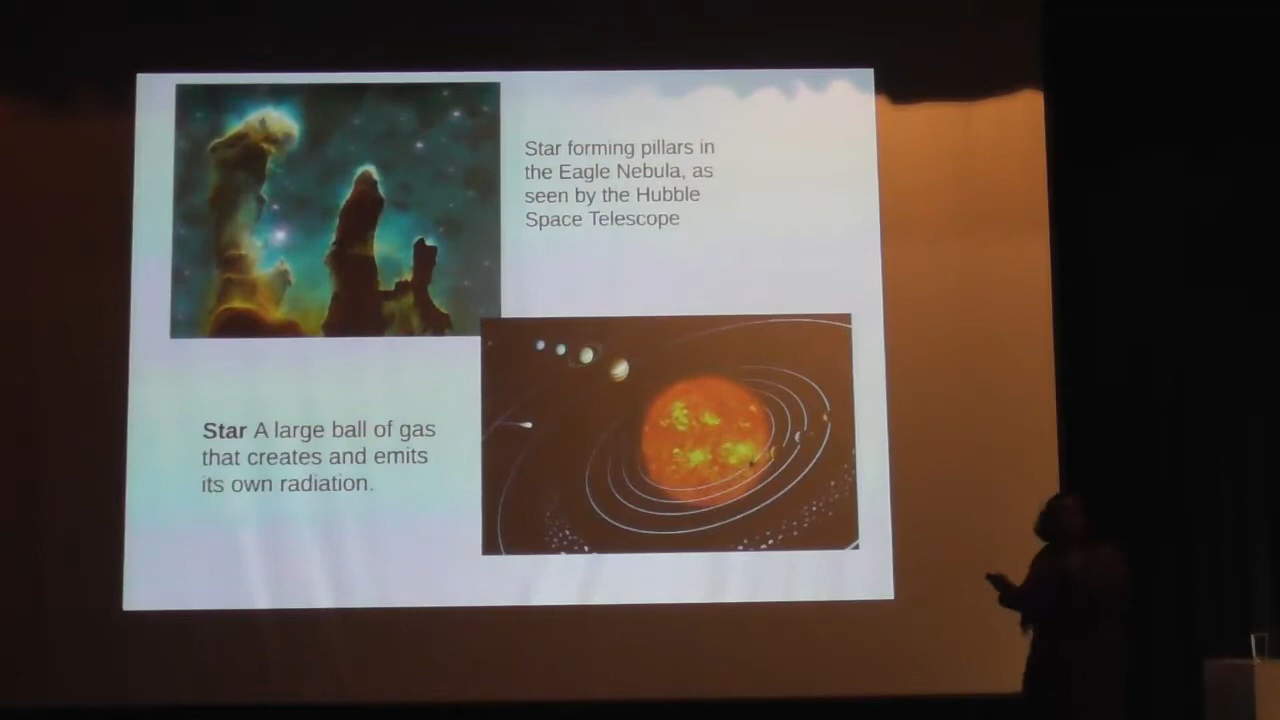 Star forming pillars in
the Eagle Nebula, as
seen by the Hubble
Space Telescope
Star A large ball of gas
that creates and emits
its own radiation.